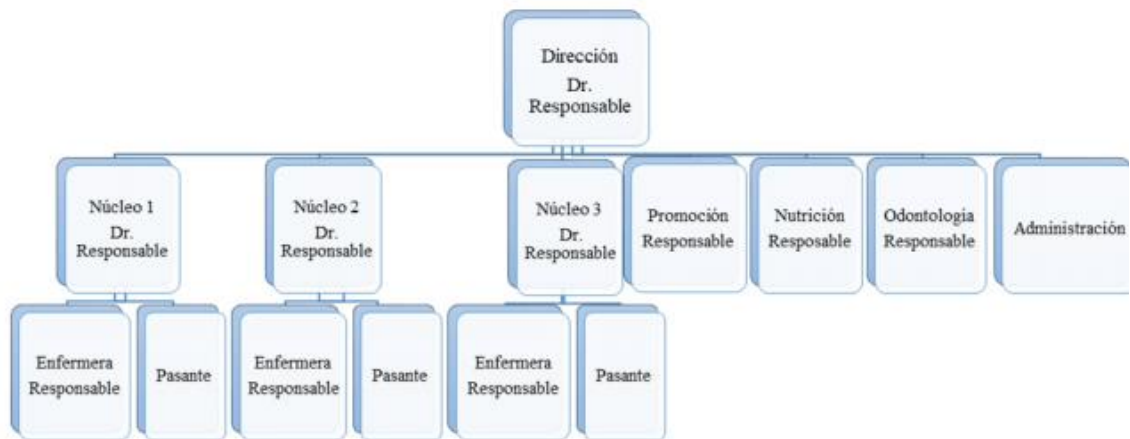 Dirección
Dr.
Responsable
Núcleo 1
Dr.
Responsable
Núcleo 2
Dr.
Responsable
Núcleo 3
Dr.
Responsable
Promoción
Responsable
Nutrición
Resposable
Odontologia
Responsable
Administración
Enfermera
Responsable
Pasante
Enfermera
Responsable
Pasante
Enfermera
Responsable
Pasante